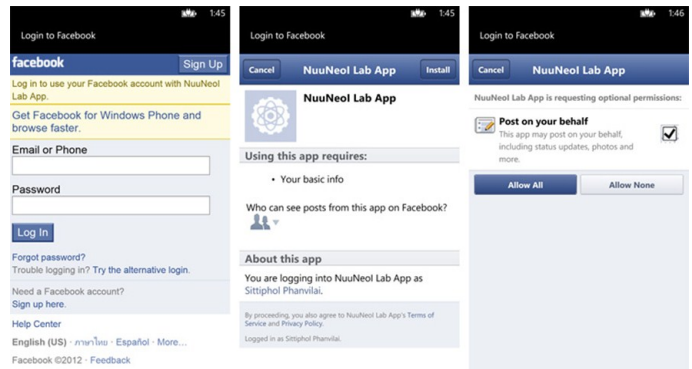 1:45
Login to Facebook
facebook
Sign Up
Log in to use your Facebook account with NuuNeol
Lab App.
Get Facebook for Windows Phone and
browse faster.
Email or Phone
Password
Log In
Forgot password?
Trouble logging in? Try the alternative login.
Need a Facebook account?
Sign up here.
Help Center
English (US) · ภาษาไทย · Español · More...
Facebook ©2012 · Feedback
1:45
Login to Facebook
Cancel
NuuNeol Lab App
Install
NuuNeol Lab App
Using this app requires:
• Your basic info
Who can see posts from this app on Facebook?
About this app
You are logging into NuuNeol Lab App as
Sittiphol Phanvilai.
By proceeding, you also agree to NuuNeol Lab App's Terms of
Service and Privacy Policy.
Logged in as Sittiphol Phanvilai.
1:46
Login to Facebook
Cancel
NuuNeol Lab App
NuuNeol Lab App is requesting optional permissions:
Post on your behalf
This app may post on your behalf,
including status updates, photos and
more.
Allow All
Allow None